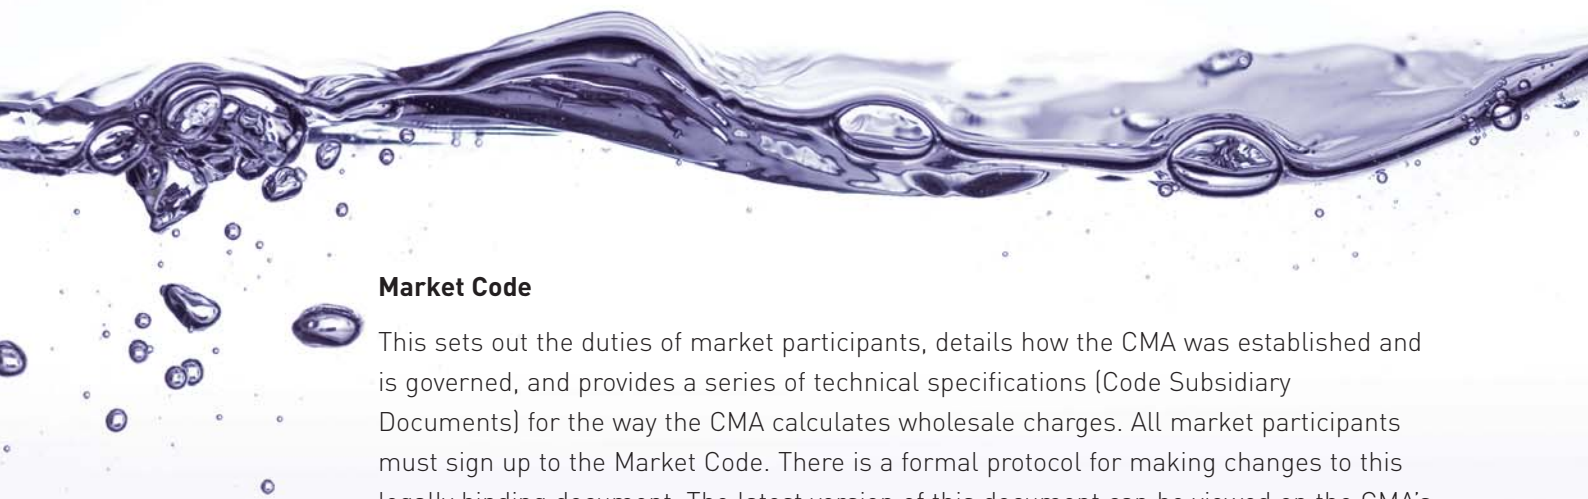 Market Code
This sets out the duties of market participants, details how the CMA was established and
is governed, and provides a series of technical specifications (Code Subsidiary
Documents) for the way the CMA calculates wholesale charges. All market participants
must sign up to the Market Code. There is a formal protocol for making changes to this
legally binding document. The latest version of this document can be viewed on the CMA's